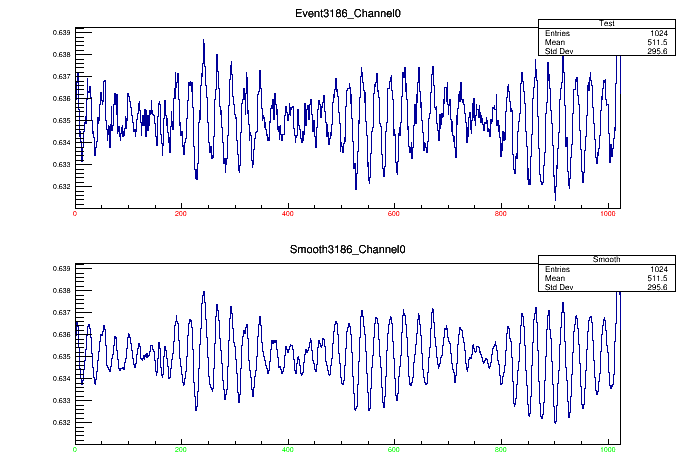 Event3186_Channel0
Test
Entries 1024
Mean 511.5
Std Dev 295.6
0.639
0.638
0.637
0.636
0.635
0.634
0.633
0.632
0 200 400 600 800 1000
Smooth3186_Channel0
Smooth
Entries 1024
Mean 511.5
Std Dev 295.6
0.639
0.638
0.637
0.636
0.635
0.634
0.633
0.632
0 200 400 600 800 1000